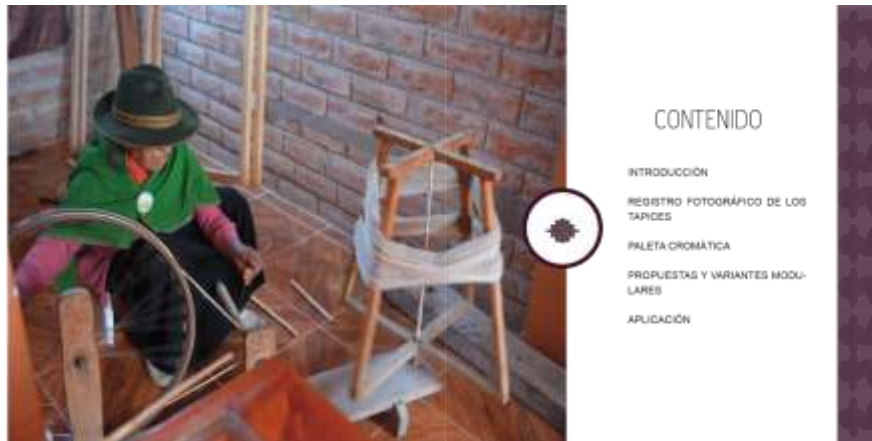 CONTENIDO
INTRODUCCIÓN
REGISTRO FOTOGRÁFICO DE LOS
TAPICES
PALETA CROMÁTICA
PROPUESTAS Y VARIANTES MODU-
LARES
APLICACIÓN